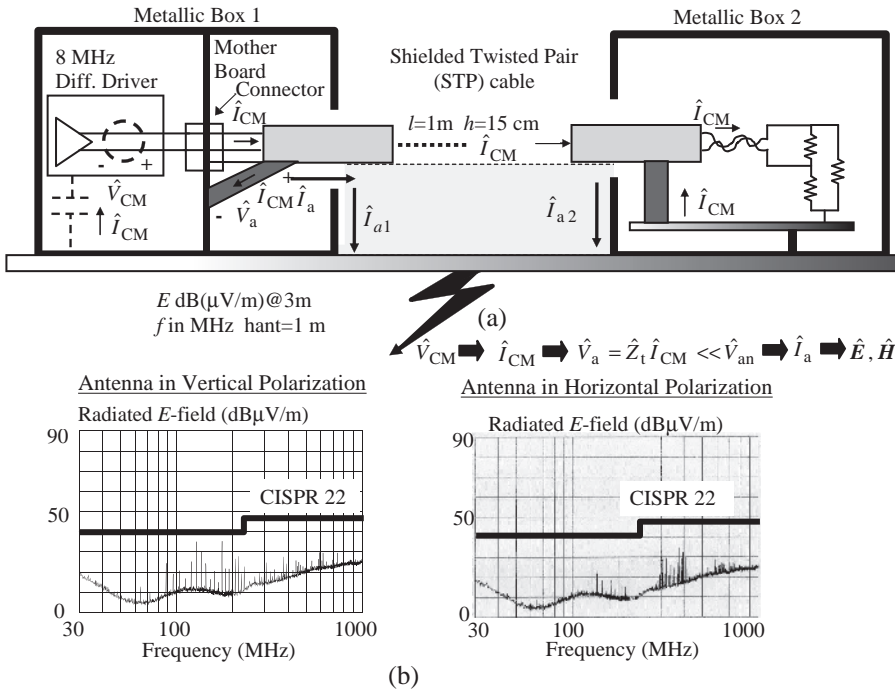 Metallic Box 1
Metallic Box 2
8 MHz
Diff. Driver
Mother
Board
Connector
Shielded Twisted Pair
(STP) cable
Î_CM
l=1m h=15 cm
Î_CM
Î_CM
- +
V̂_CM
Î_CM
+
Î_CM Î_a
- V̂_a
Î_a1
Î_a2
Î_CM
E dB(µV/m)@3m
f in MHz hant=1 m
(a)
V̂_CM ➡ Î_CM ➡ V̂_a = Ẑ_t Î_CM << V̂_an ➡ Î_a ➡ Ê, Ĥ
Antenna in Vertical Polarization
Radiated E-field (dBµV/m)
90
CISPR 22
50
0
30 100 1000
Frequency (MHz)
Antenna in Horizontal Polarization
Radiated E-field (dBµV/m)
90
CISPR 22
50
0
30 100 1000
Frequency (MHz)
(b)